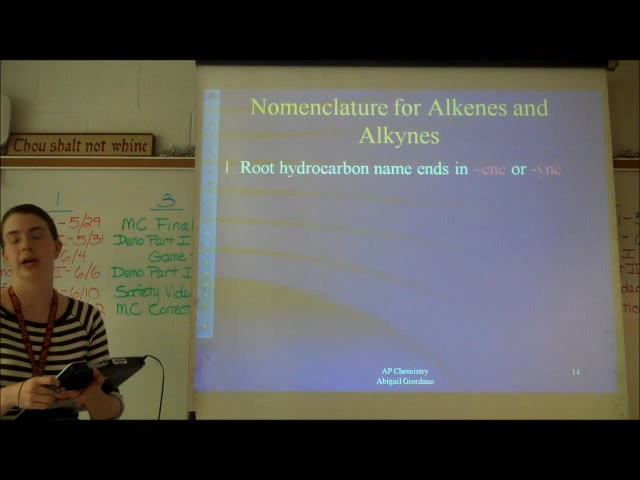 Nomenclature for Alkenes and
Alkynes
1. Root hydrocarbon name ends in –ene or -yne
AP Chemistry
Abigail Giordano
14
Thou shalt not whine
1
- 5/29
I - 5/31
- 6/4
I - 6/6
- 6/10
3
MC Final
Demo Part I
Game
Demo Part I
Safety Video
MC Correct